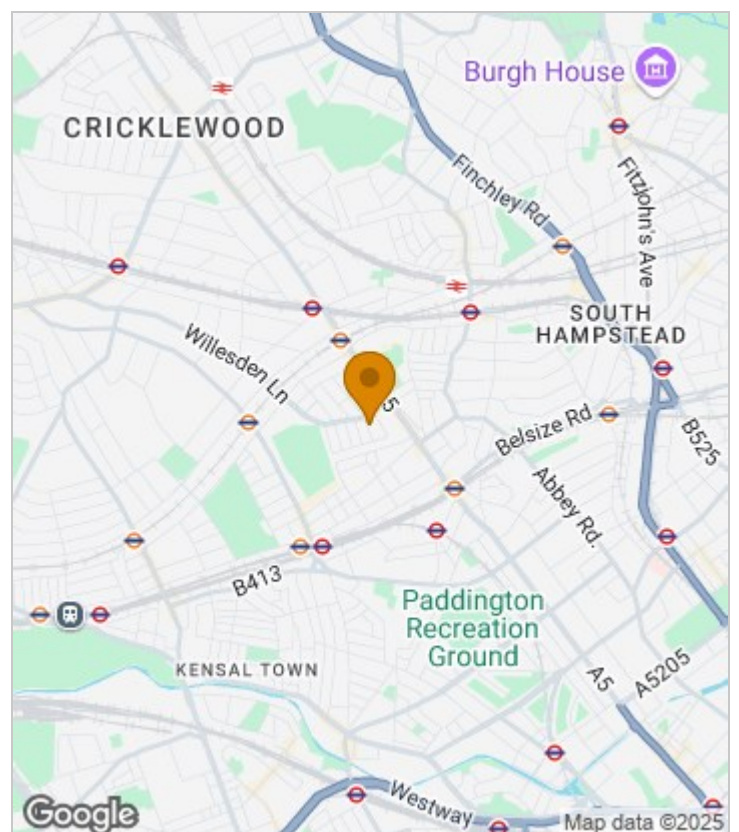 Burgh House
CRICKLEWOOD
Finchley Rd
Fitzjohn's Ave
SOUTH
HAMPSTEAD
Willesden Ln
5
Belsize Rd
B525
Abbey Rd.
B413
Paddington
Recreation
Ground
KENSAL TOWN
A5
A5205
Westway
Google
Map data ©2025